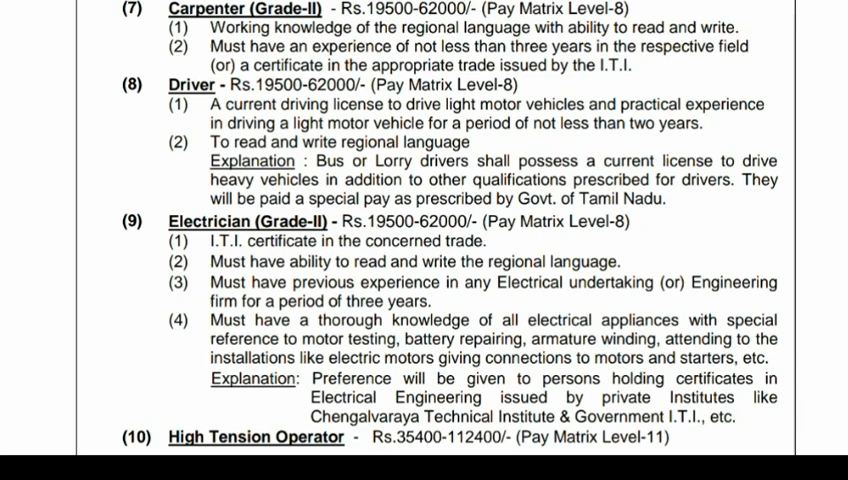 (7) Carpenter (Grade-II) - Rs.19500-62000/- (Pay Matrix Level-8)
(1) Working knowledge of the regional language with ability to read and write.
(2) Must have an experience of not less than three years in the respective field
(or) a certificate in the appropriate trade issued by the I.T.I.
(8) Driver - Rs.19500-62000/- (Pay Matrix Level-8)
(1) A current driving license to drive light motor vehicles and practical experience
in driving a light motor vehicle for a period of not less than two years.
(2) To read and write regional language
Explanation : Bus or Lorry drivers shall possess a current license to drive
heavy vehicles in addition to other qualifications prescribed for drivers. They
will be paid a special pay as prescribed by Govt. of Tamil Nadu.
(9) Electrician (Grade-II) - Rs.19500-62000/- (Pay Matrix Level-8)
(1) I.T.I. certificate in the concerned trade.
(2) Must have ability to read and write the regional language.
(3) Must have previous experience in any Electrical undertaking (or) Engineering
firm for a period of three years.
(4) Must have a thorough knowledge of all electrical appliances with special
reference to motor testing, battery repairing, armature winding, attending to the
installations like electric motors giving connections to motors and starters, etc.
Explanation: Preference will be given to persons holding certificates in
Electrical Engineering issued by private Institutes like
Chengalvaraya Technical Institute & Government I.T.I., etc.
(10) High Tension Operator - Rs.35400-112400/- (Pay Matrix Level-11)